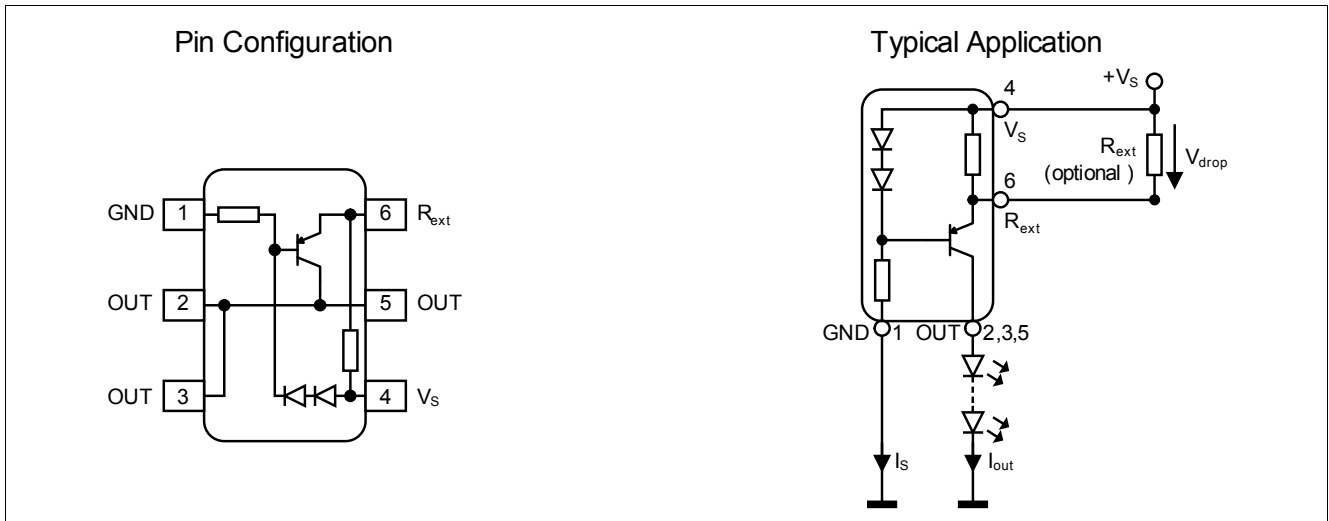 Pin Configuration
GND 1
6 Rext
OUT 2
5 OUT
OUT 3
4 VS
Typical Application
+VS
4
VS
Rext
(optional )
Vdrop
6
Rext
GND 1 OUT 2,3,5
IS
Iout